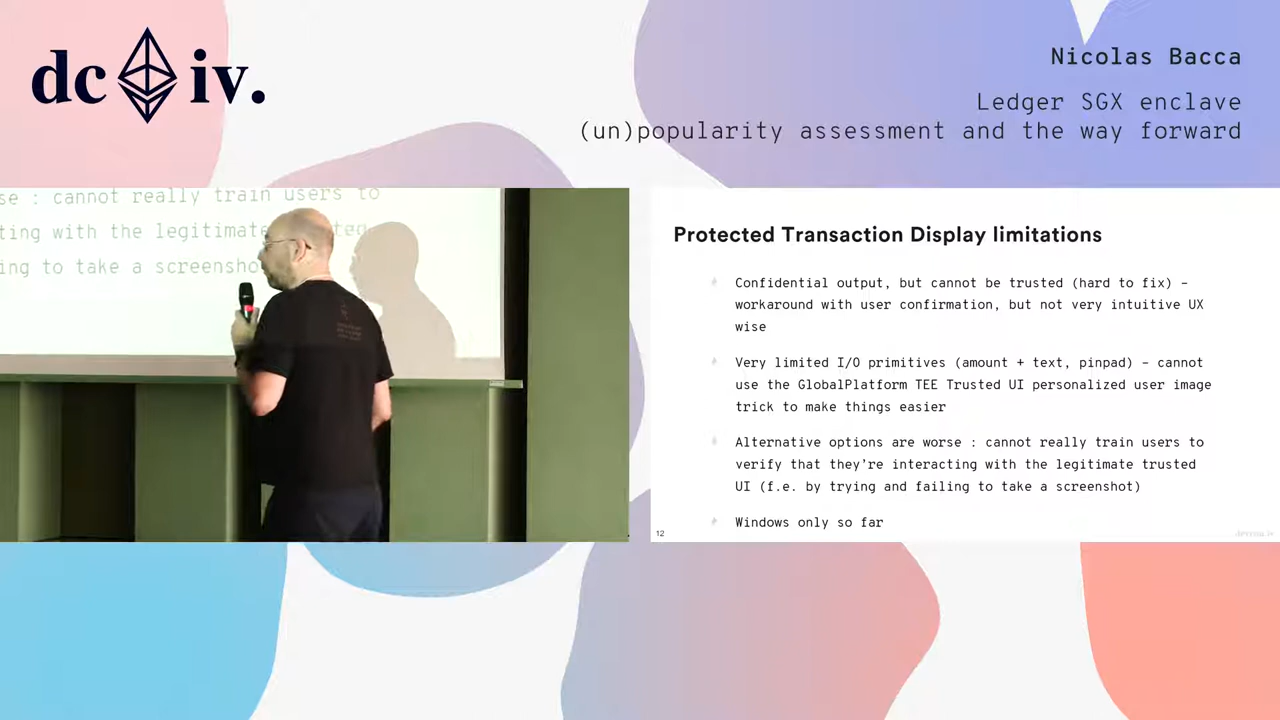 dc iv.
Nicolas Bacca
Ledger SGX enclave
(un)popularity assessment and the way forward
se : cannot really train users to
ting with the legitimate
ing to take a screensho
Protected Transaction Display limitations
Confidential output, but cannot be trusted (hard to fix) –
workaround with user confirmation, but not very intuitive UX
wise
Very limited I/O primitives (amount + text, pinpad) – cannot
use the GlobalPlatform TEE Trusted UI personalized user image
trick to make things easier
Alternative options are worse : cannot really train users to
verify that they’re interacting with the legitimate trusted
UI (f.e. by trying and failing to take a screenshot)
Windows only so far
12